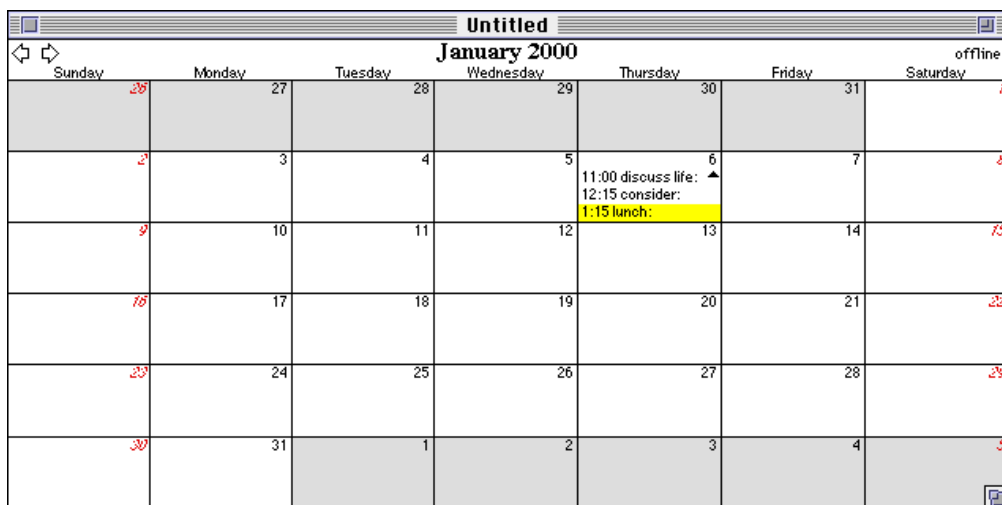 Untitled
January 2000
offline
Sunday Monday Tuesday Wednesday Thursday Friday Saturday
26 27 28 29 30 31 1
2 3 4 5 6 7 8
11:00 discuss life:
12:15 consider:
1:15 lunch:
9 10 11 12 13 14 15
16 17 18 19 20 21 22
23 24 25 26 27 28 29
30 31 1 2 3 4 5